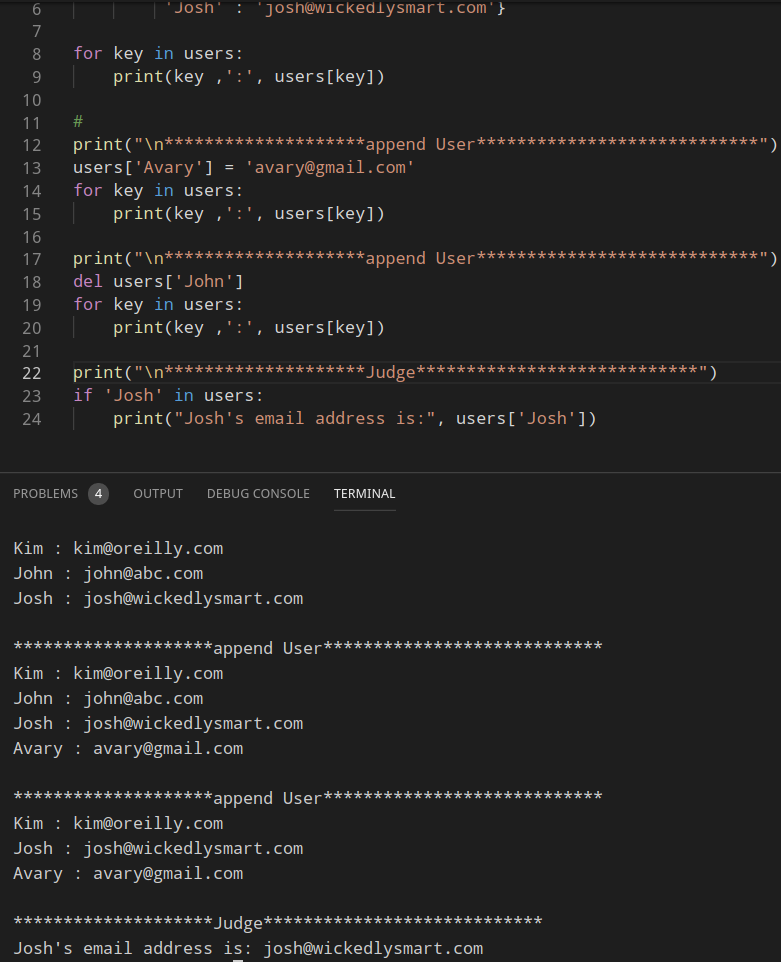 6 'Josh' : 'josh@wickedlysmart.com'}
7
8 for key in users:
9 print(key ,':', users[key])
10
11 #
12 print("\n********************append User****************************")
13 users['Avary'] = 'avary@gmail.com'
14 for key in users:
15 print(key ,':', users[key])
16
17 print("\n********************append User****************************")
18 del users['John']
19 for key in users:
20 print(key ,':', users[key])
21
22 print("\n********************Judge****************************")
23 if 'Josh' in users:
24 print("Josh's email address is:", users['Josh'])
PROBLEMS 4 OUTPUT DEBUG CONSOLE TERMINAL
Kim : kim@oreilly.com
John : john@abc.com
Josh : josh@wickedlysmart.com
********************append User****************************
Kim : kim@oreilly.com
John : john@abc.com
Josh : josh@wickedlysmart.com
Avary : avary@gmail.com
********************append User****************************
Kim : kim@oreilly.com
Josh : josh@wickedlysmart.com
Avary : avary@gmail.com
********************Judge****************************
Josh's email address is: josh@wickedlysmart.com